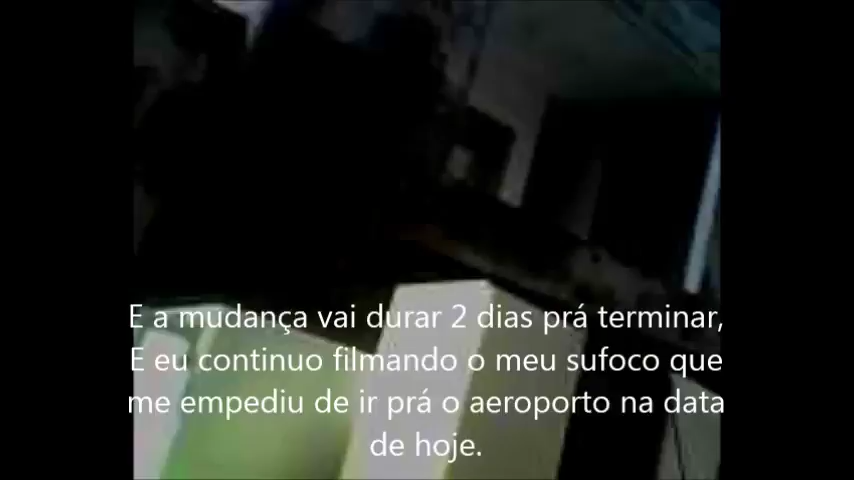 E a mudança vai durar 2 dias prá terminar,
E eu continuo filmando o meu sufoco que
me empediu de ir prá o aeroporto na data
de hoje.